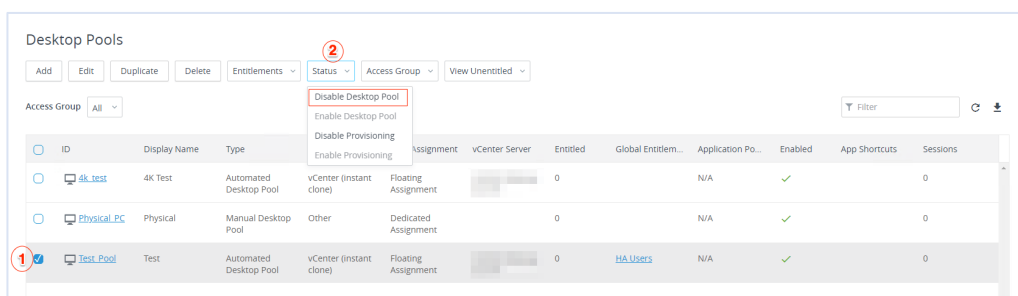 Desktop Pools
2
Add Edit Duplicate Delete Entitlements Status Access Group View Unentitled
Disable Desktop Pool
Access Group All Filter
Enable Desktop Pool
Disable Provisioning
ID Display Name Type Assignment vCenter Server Entitled Global Entitlem... Application Po... Enabled App Shortcuts Sessions
Enable Provisioning
4k_test 4K Test Automated Desktop Pool vCenter (instant clone) Floating Assignment 0 N/A 0
Physical_PC Physical Manual Desktop Pool Other Dedicated Assignment 0 N/A 0
1 Test_Pool Test Automated Desktop Pool vCenter (instant clone) Floating Assignment 0 HA Users N/A 0